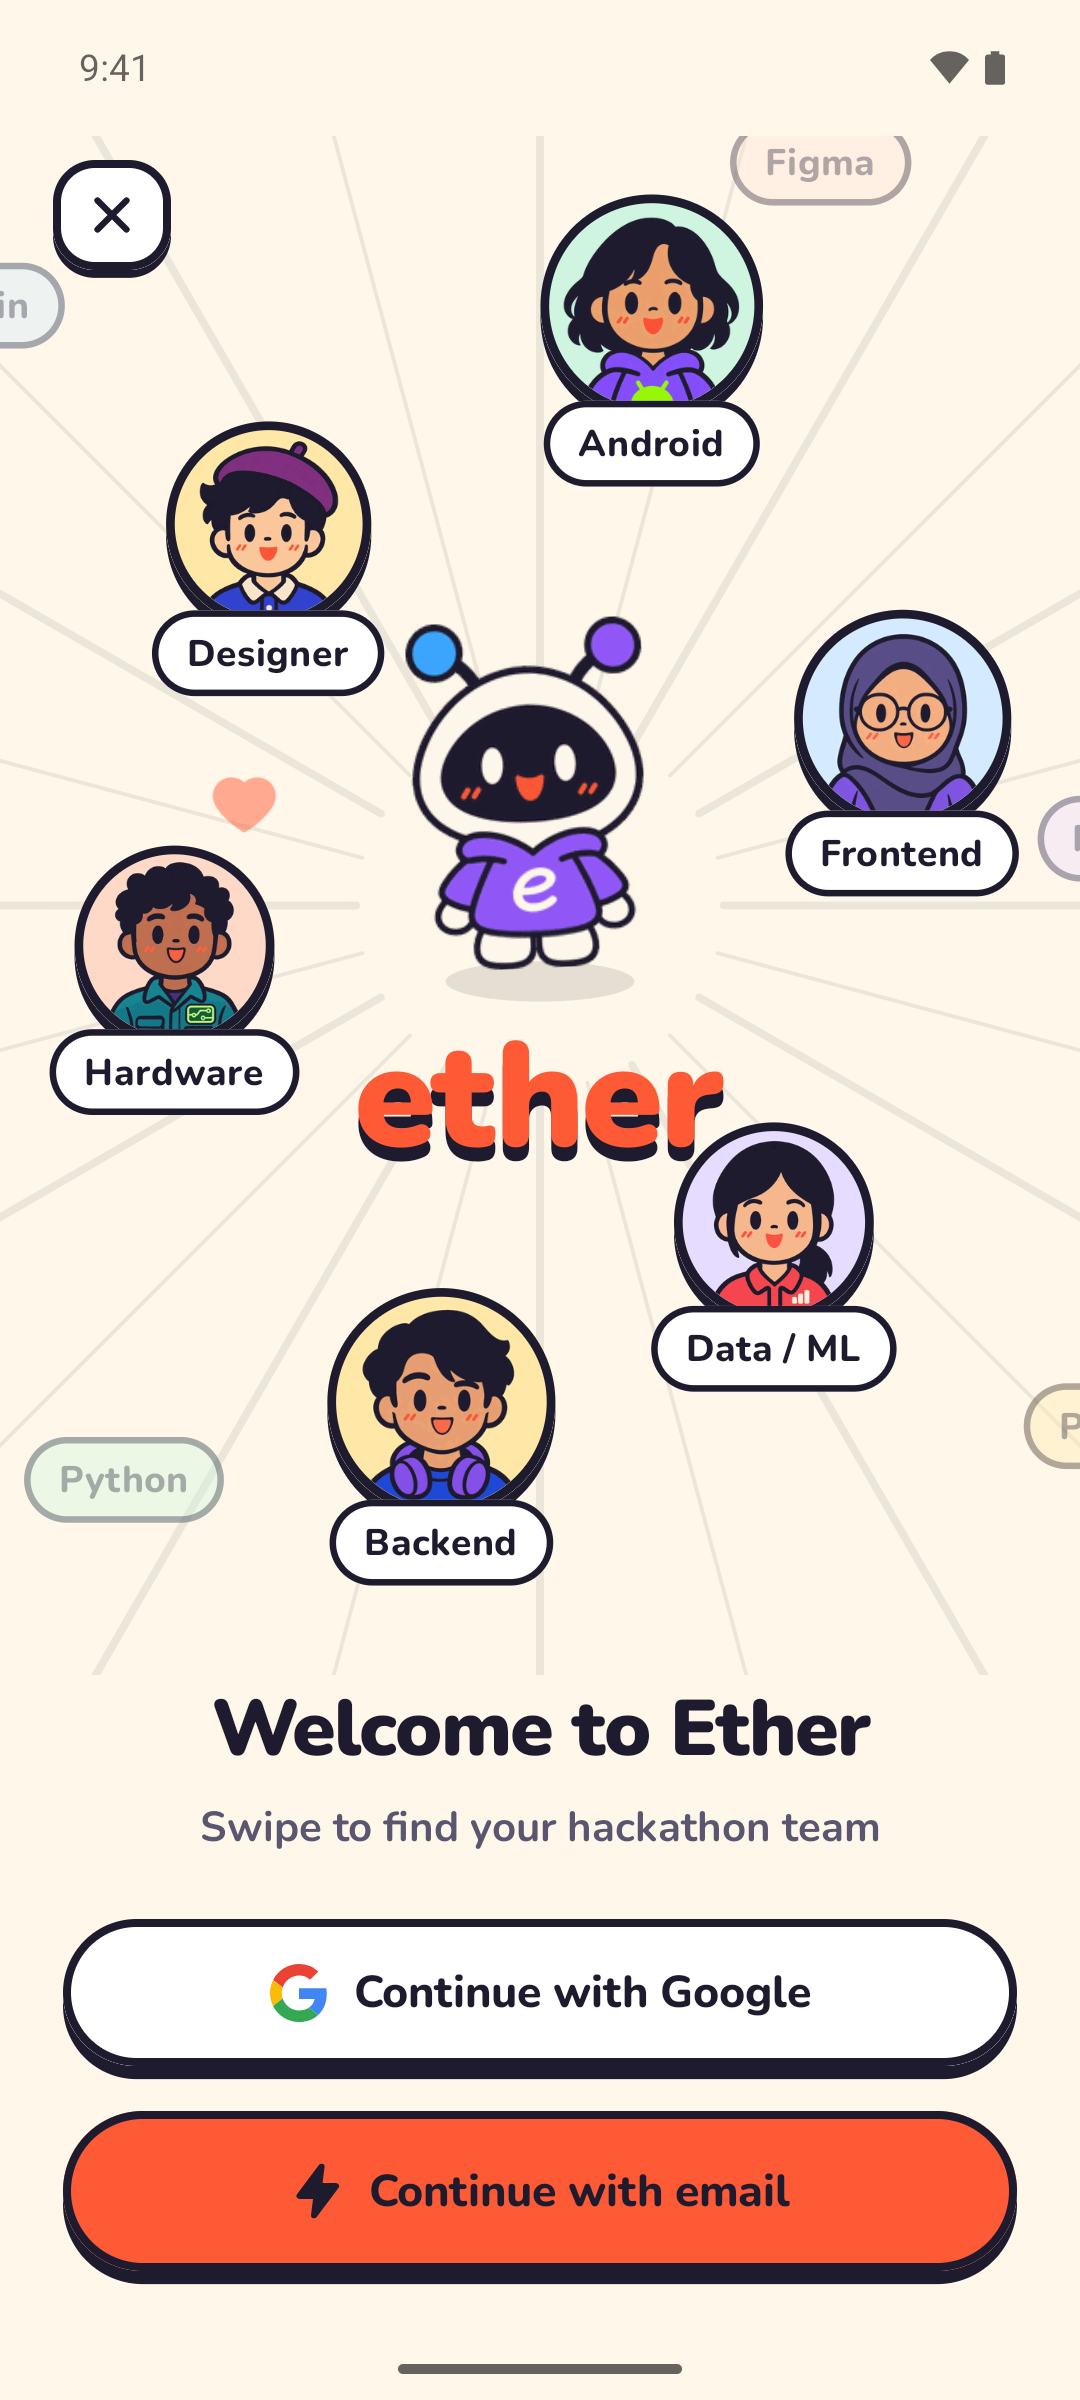 9:41
Figma
in
Android
Designer
Frontend
e
Hardware
ether
Data / ML
Python
Backend
Welcome to Ether
Swipe to find your hackathon team
Continue with Google
Continue with email